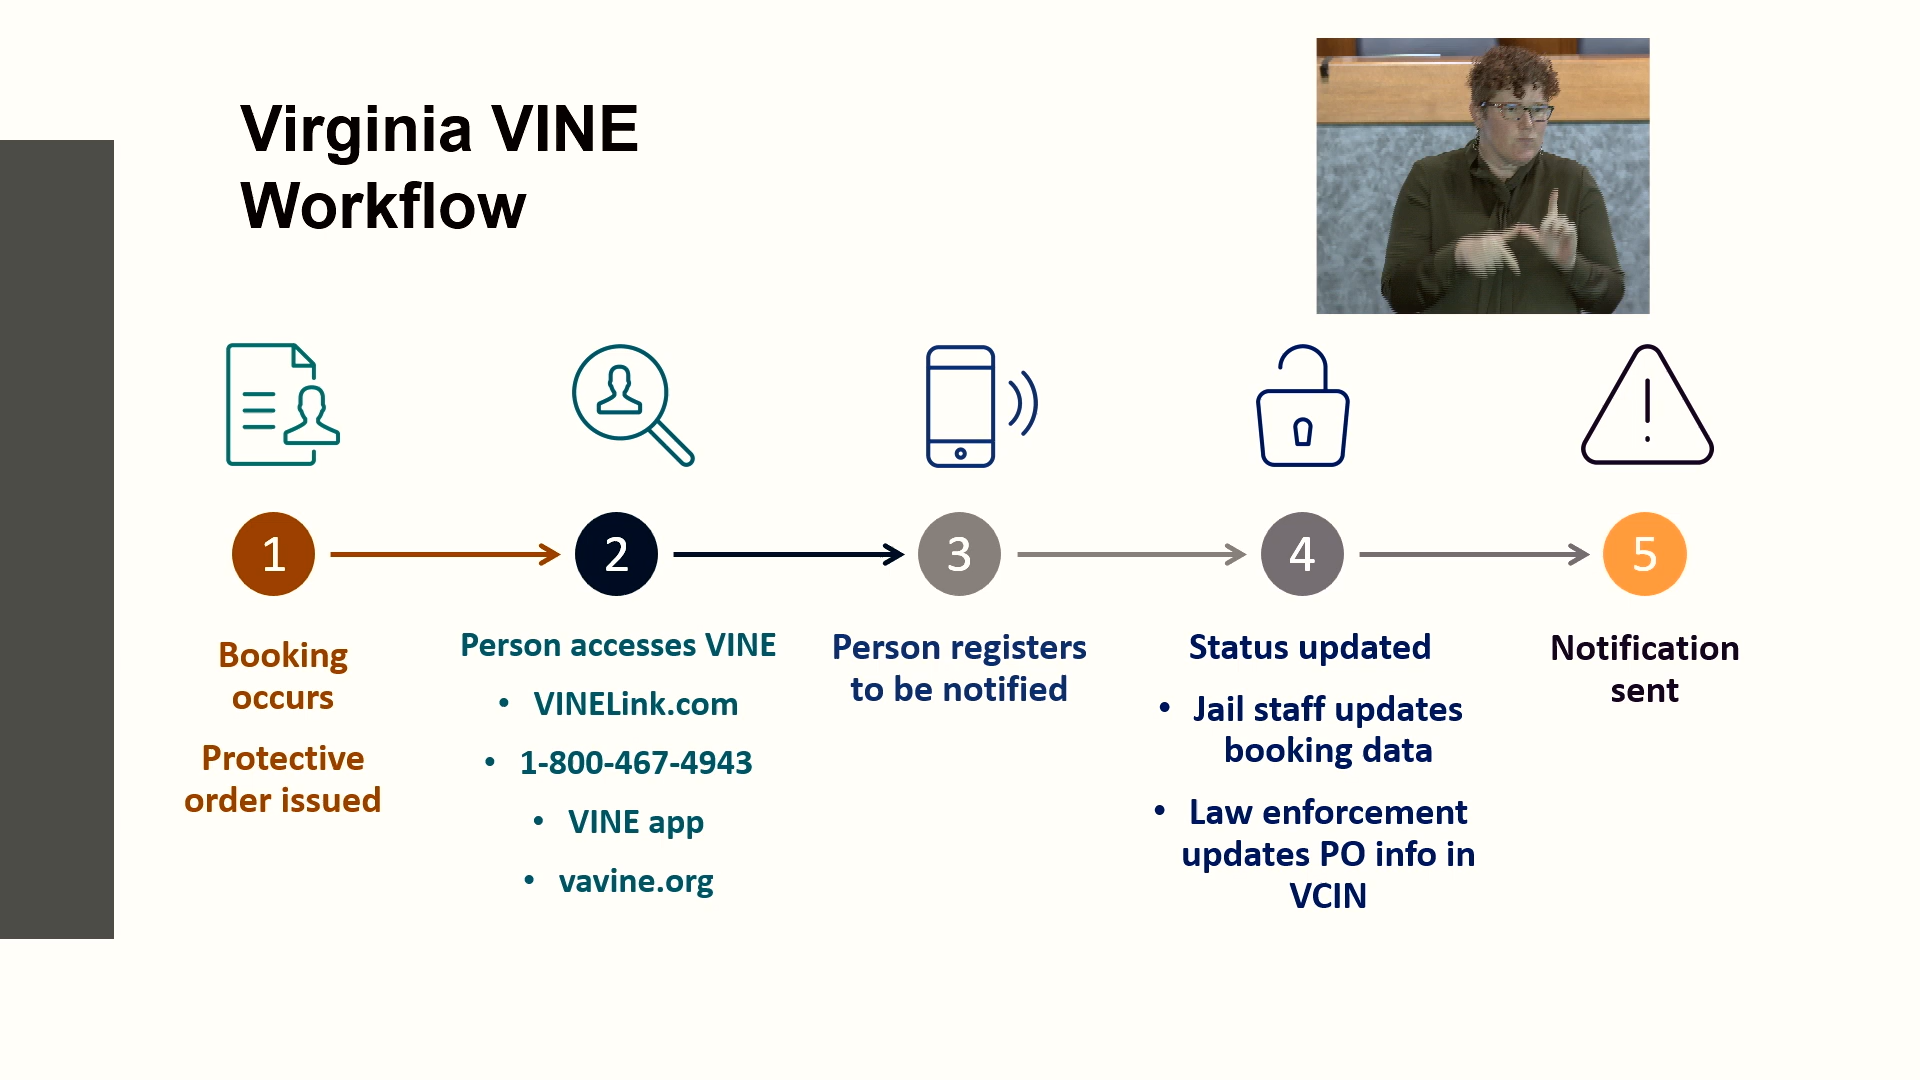 Virginia VINE
Workflow
1
2
3
4
5
Booking
occurs
Protective
order issued
Person accesses VINE
• VINELink.com
• 1-800-467-4943
• VINE app
• vavine.org
Person registers
to be notified
Status updated
• Jail staff updates
booking data
• Law enforcement
updates PO info in
VCIN
Notification
sent